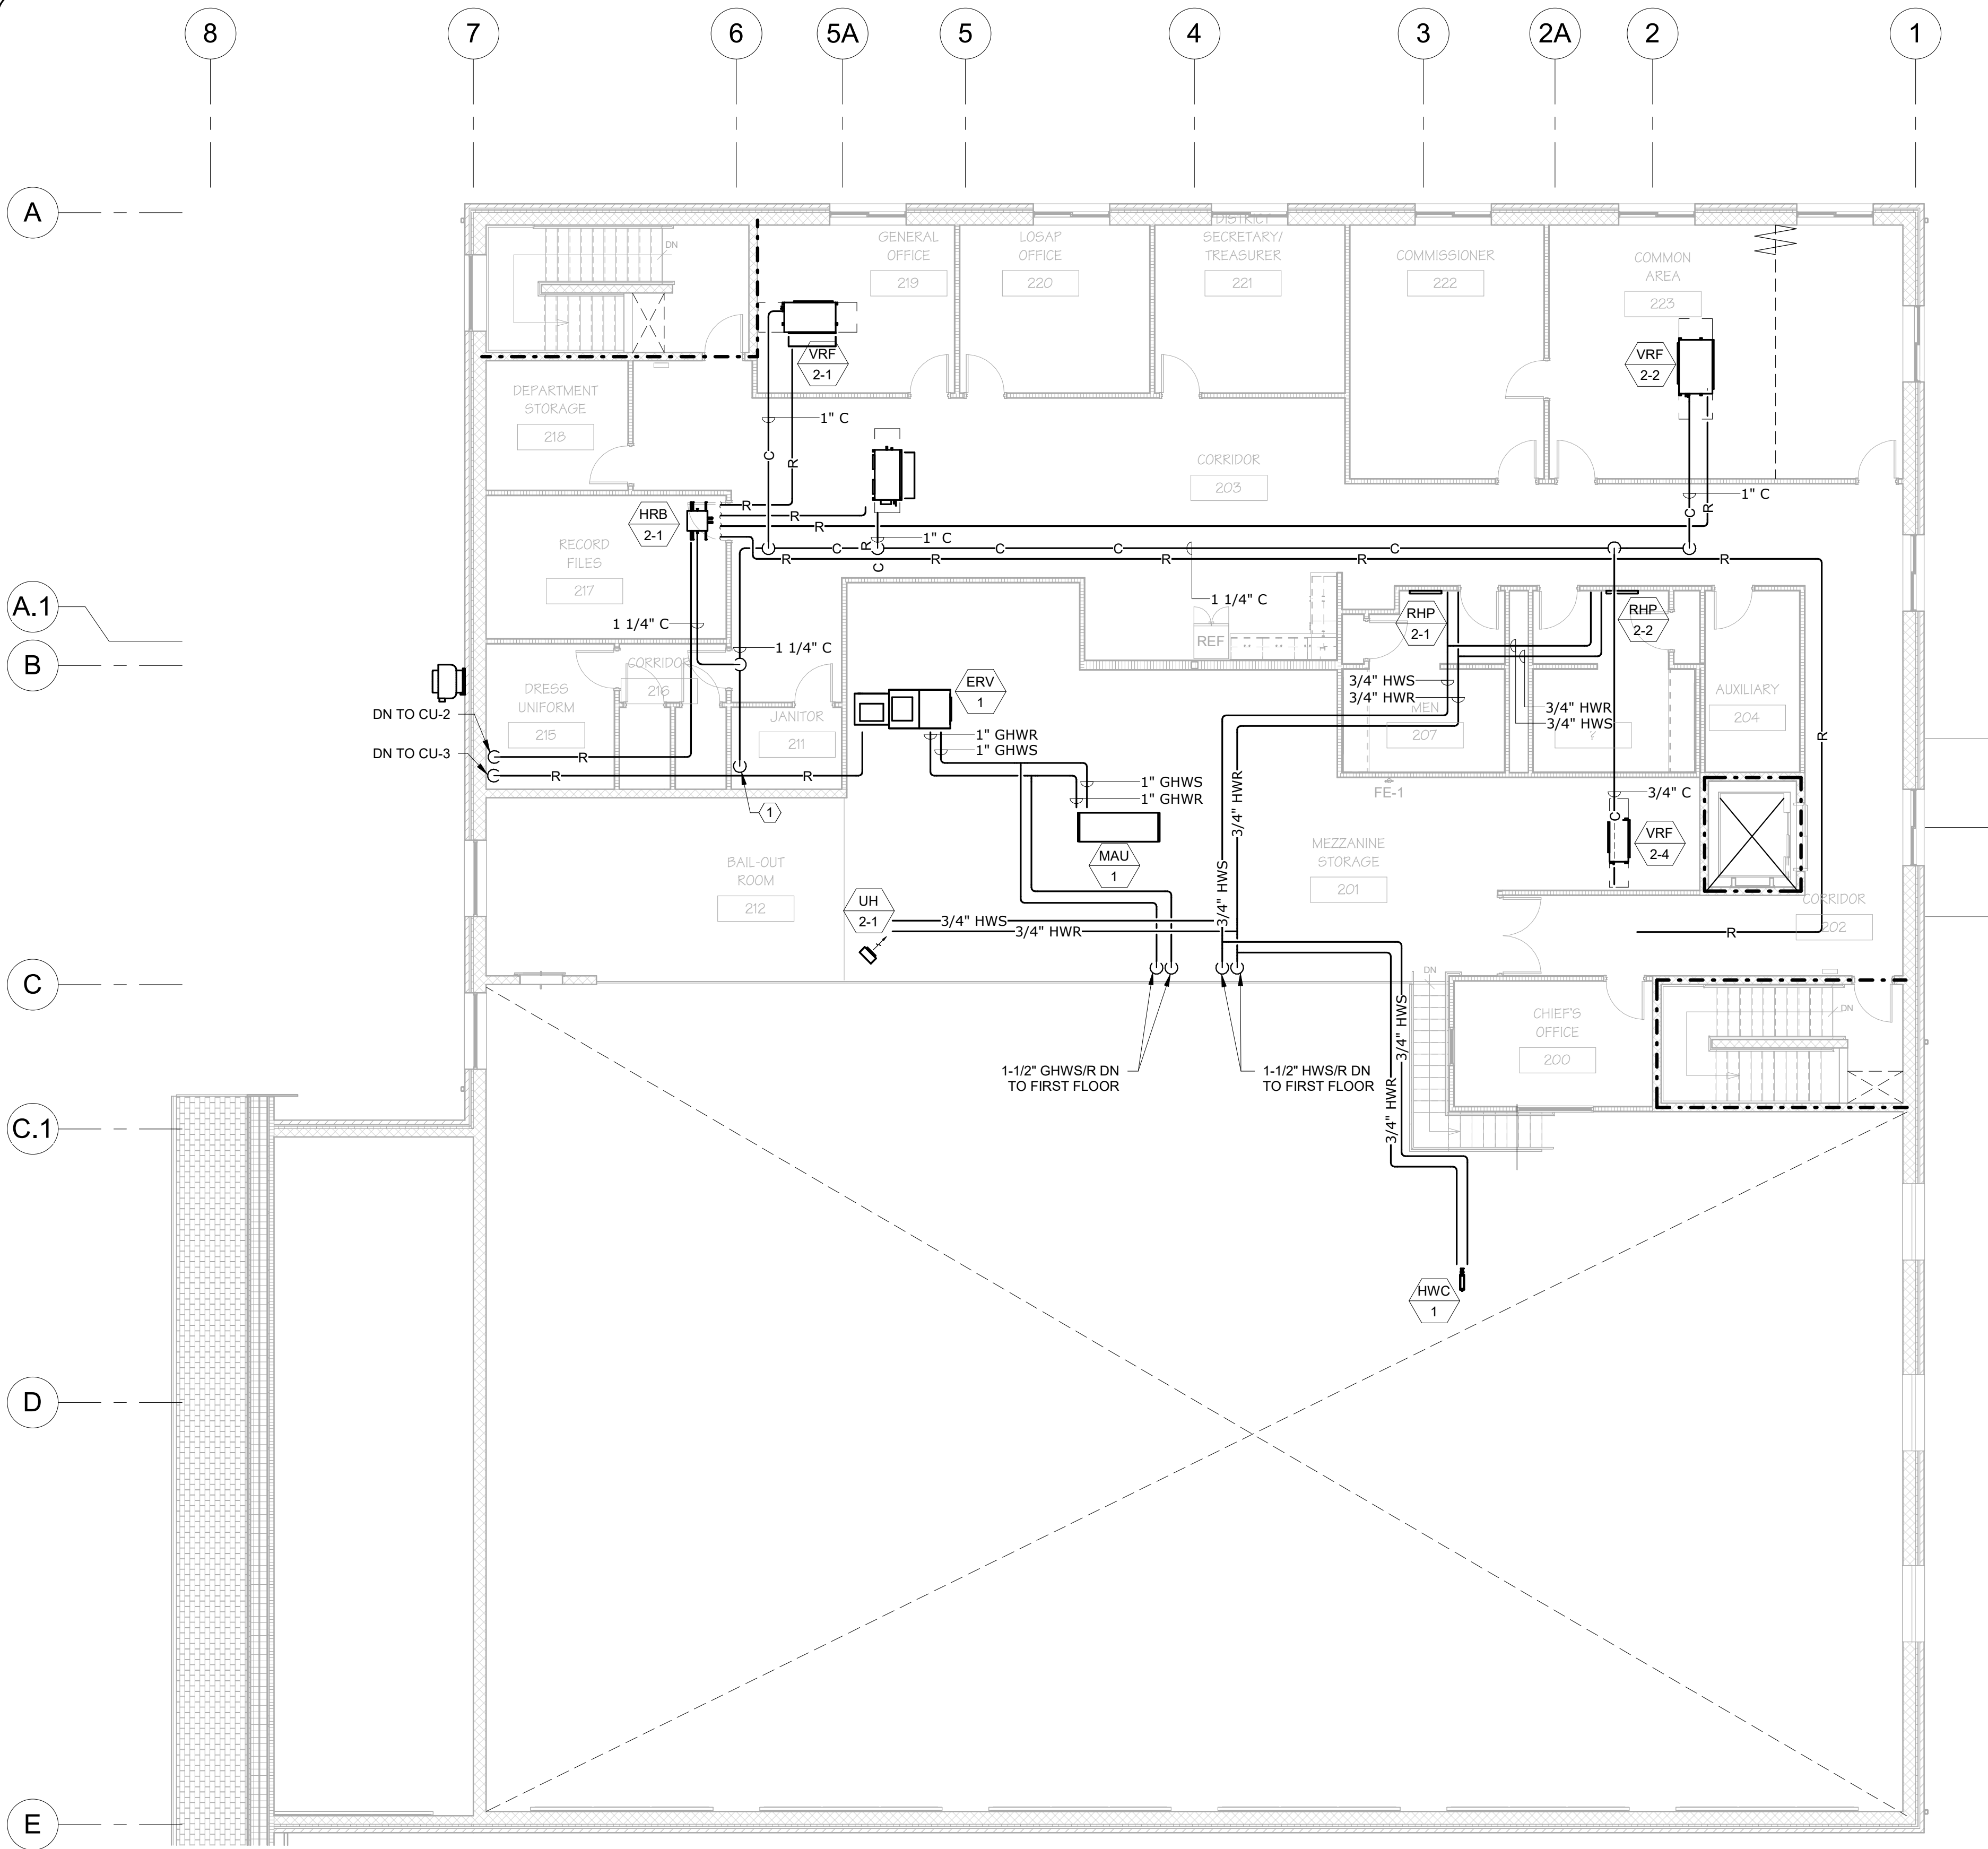 8
7
6
5A
5
4
3
2A
2
1
A
A.1
B
C
C.1
D
E
DN
GENERAL
OFFICE
219
LOSAP
OFFICE
220
DISTRICT
SECRETARY/
TREASURER
221
COMMISSIONER
222
COMMON
AREA
223
VRF
2-1
VRF
2-2
DEPARTMENT
STORAGE
218
1" C
C
R
CORRIDOR
203
1" C
C
R
HRB
2-1
R
R
R
RECORD
FILES
217
1" C
C
R
C
C
C
C
R
R
R
R
R
1 1/4" C
1 1/4" C
1 1/4" C
REF
RHP
2-1
RHP
2-2
CORRIDOR
216
DRESS
UNIFORM
215
JANITOR
211
ERV
1
3/4" HWS
3/4" HWR
MEN
207
3/4" HWR
3/4" HWS
?
AUXILIARY
204
DN TO CU-2
DN TO CU-3
R
R
R
R
1" GHWR
1" GHWS
1" GHWS
1" GHWR
1
FE-1
3/4" C
C
VRF
2-4
MAU
1
MEZZANINE
STORAGE
201
BAIL-OUT
ROOM
212
UH
2-1
3/4" HWS
3/4" HWR
3/4" HWS
3/4" HWR
CORRIDOR
202
R
DN
CHIEF'S
OFFICE
200
DN
1-1/2" GHWS/R DN
TO FIRST FLOOR
1-1/2" HWS/R DN
TO FIRST FLOOR
3/4" HWR
3/4" HWS
HWC
1